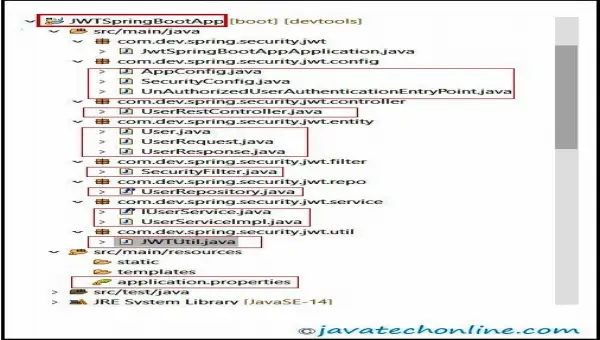 JWTSpringBootApp [boot] [devtools]
src/main/java
com.dev.spring.security.jwt
JwtSpringBootAppApplication.java
com.dev.spring.security.jwt.config
AppConfig.java
SecurityConfig.java
UnAuthorizedUserAuthenticationEntryPoint.java
com.dev.spring.security.jwt.controller
UserRestController.java
com.dev.spring.security.jwt.entity
User.java
UserRequest.java
UserResponse.java
com.dev.spring.security.jwt.filter
SecurityFilter.java
com.dev.spring.security.jwt.repo
UserRepository.java
com.dev.spring.security.jwt.service
IUserService.java
UserServiceImpl.java
com.dev.spring.security.jwt.util
JWTUtil.java
src/main/resources
static
templates
application.properties
src/test/java
JRE System Library [JavaSE-14]
©javatechonline.com